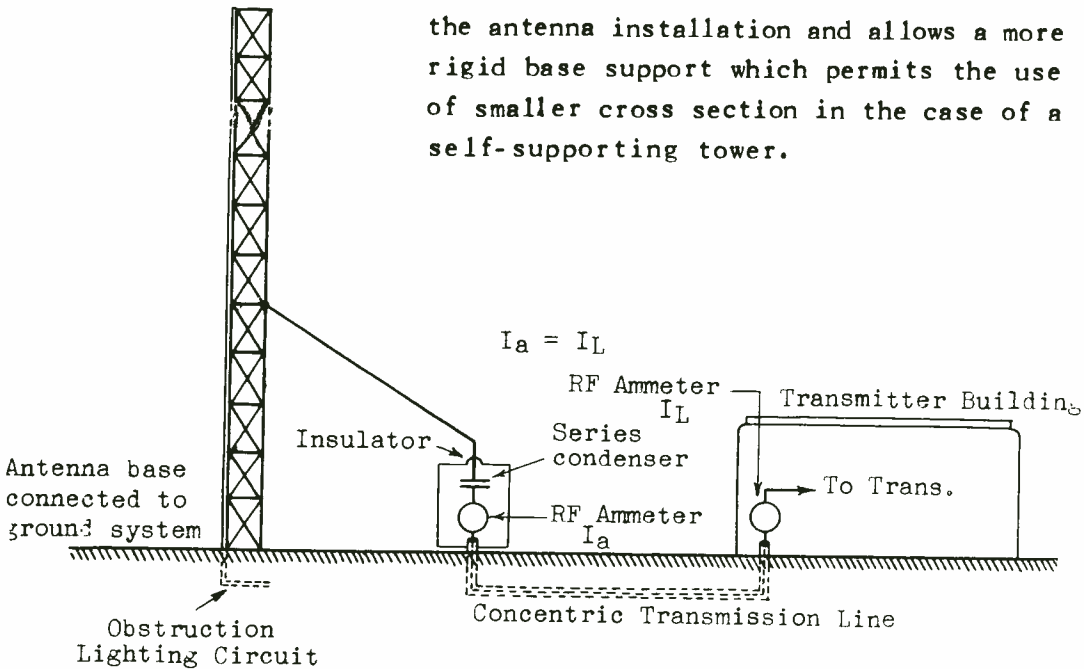 the antenna installation and allows a more
rigid base support which permits the use
of smaller cross section in the case of a
self-supporting tower.
Ia = IL
RF Ammeter
IL
Transmitter Building
Insulator
Series
condenser
Antenna base
connected to
ground system
To Trans.
RF Ammeter
Ia
Concentric Transmission Line
Obstruction
Lighting Circuit